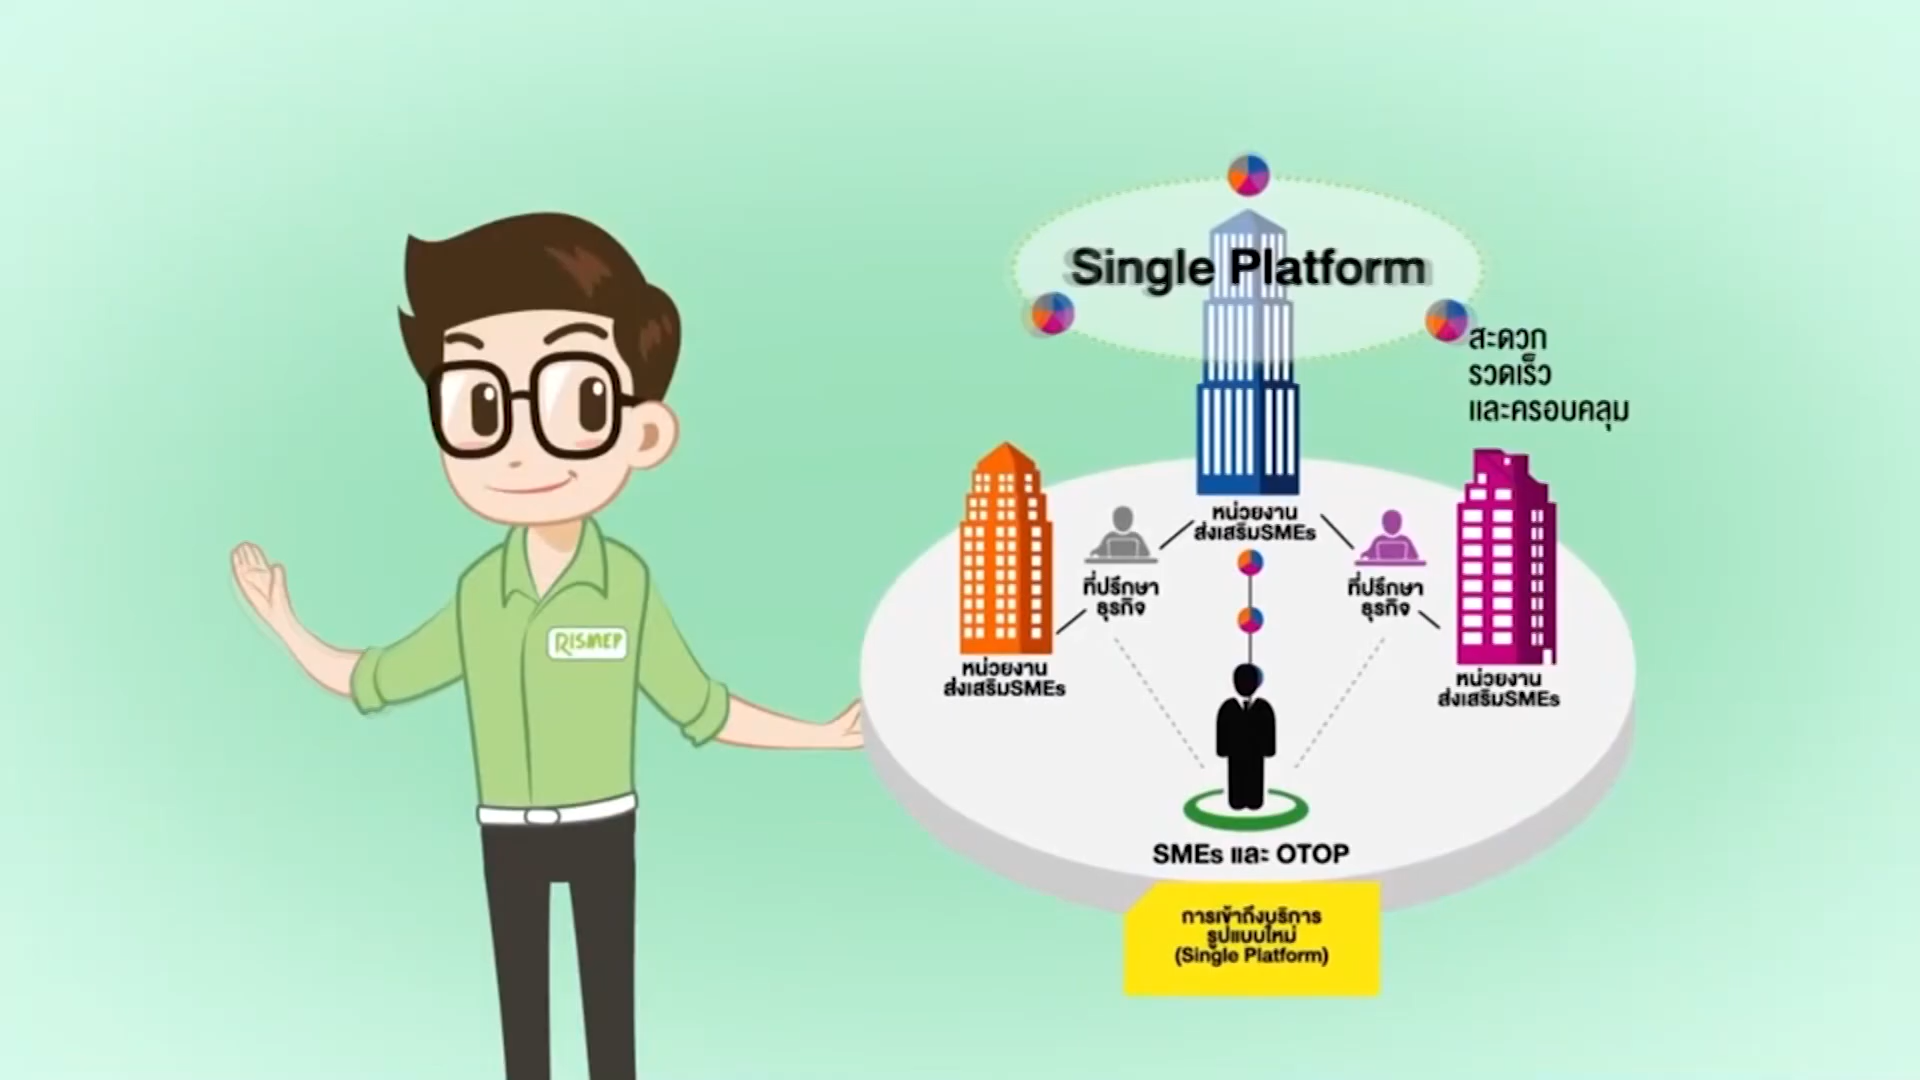 Single Platform
สะดวก
รวดเร็ว
และครอบคลุม
หน่วยงาน
ส่งเสริมSMEs
ที่ปรึกษา
ธุรกิจ
ที่ปรึกษา
ธุรกิจ
RISMEP
หน่วยงาน
ส่งเสริมSMEs
หน่วยงาน
ส่งเสริมSMEs
SMEs และ OTOP
การเข้าถึงบริการ
รูปแบบใหม่
(Single Platform)